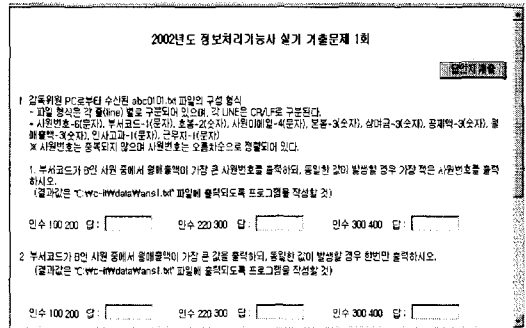 2002년도 정보처리기능사 실기 기출문제 1회
답안지제출
1 감독위원 PC로부터 수신된 abc0101.txt 파일의 구성 형식
- 파일 형식은 각 줄(line) 별로 구분되어 있으며, 각 LINE은 CR/LF로 구분된다.
- 사원번호-6(문자), 부서코드-1(문자), 호봉-2(숫자), 사원이메일-4(문자), 본봉-3(숫자), 상여금-3(숫자), 공제액-3(숫자), 월
매출액-3(숫자), 인사고과-1(문자), 근무지-1(문자)
※ 사원번호는 중복되지 않으며 사원번호는 오름차순으로 정렬되어 있다.
1. 부서코드가 B인 사원 중에서 월매출액이 가장 큰 사원번호를 출력하되, 동일한 값이 발생할 경우 가장 작은 사원번호를 출력
하시오.
(결과값은 "C:₩c-it₩data₩ans1.txt" 파일에 출력되도록 프로그램을 작성할 것)
인수 100 200 답 : 인수 220 300 답 : 인수 300 400 답 :
2 부서코드가 B인 사원 중에서 월매출액이 가장 큰 값을 출력하되, 동일한 값이 발생할 경우 한번만 출력하시오.
(결과값은 "C:₩c-it₩data₩ans1.txt" 파일에 출력되도록 프로그램을 작성할 것)
인수 100 200 답 : 인수 220 300 답 : 인수 300 400 답 :